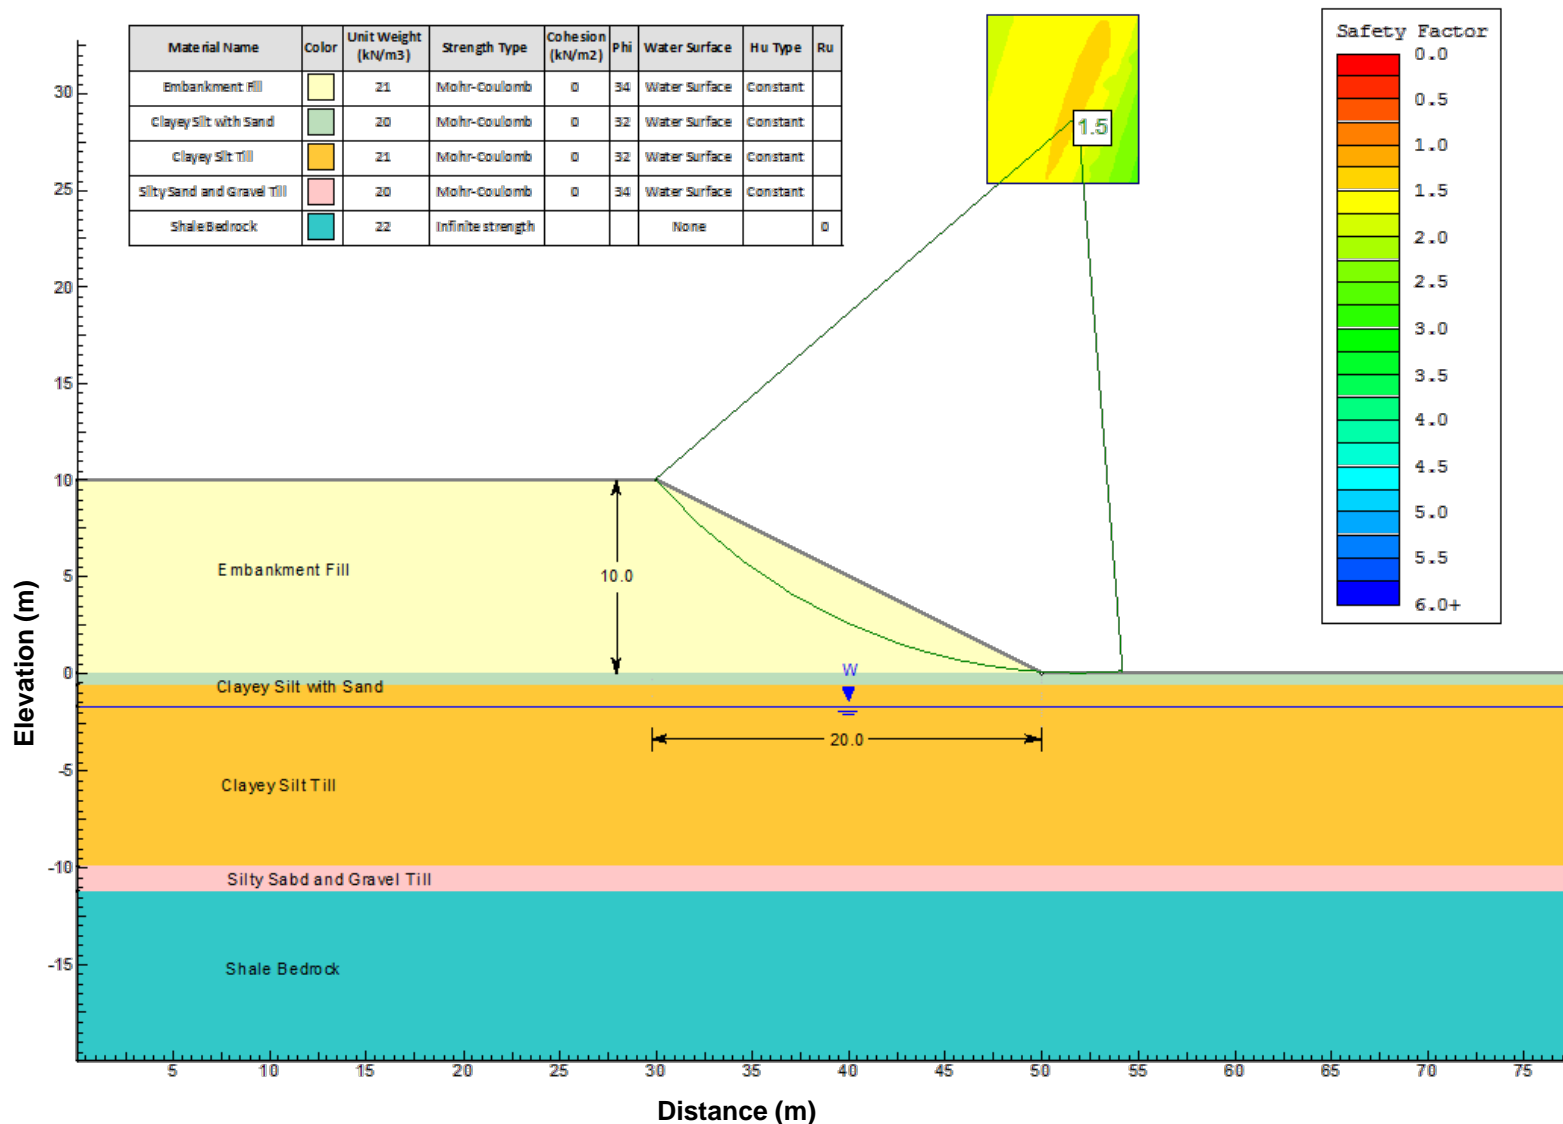 Material Name Color Unit Weight (kN/m3) Strength Type Cohesion (kN/m2) Phi Water Surface Hu Type Ru
Embankment Fill 21 Mohr-Coulomb 0 34 Water Surface Constant
Clayey Silt with Sand 20 Mohr-Coulomb 0 32 Water Surface Constant
Clayey Silt Till 21 Mohr-Coulomb 0 32 Water Surface Constant
Silty Sand and Gravel Till 20 Mohr-Coulomb 0 34 Water Surface Constant
Shale Bedrock 22 Infinite strength None 0
1.5
Safety Factor
0.0
0.5
1.0
1.5
2.0
2.5
3.0
3.5
4.0
4.5
5.0
5.5
6.0+
Elevation (m)
30
25
20
15
10
5
0
-5
-10
-15
Embankment Fill
10.0
Clayey Silt with Sand
W
20.0
Clayey Silt Till
Silty Sabd and Gravel Till
Shale Bedrock
5 10 15 20 25 30 35 40 45 50 55 60 65 70 75
Distance (m)